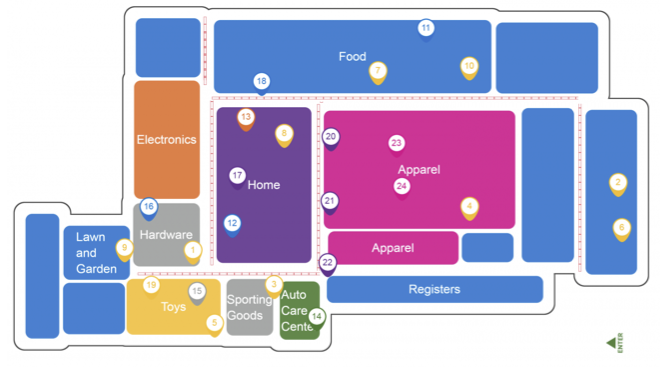 11
Food
7
10
18
13
8
20
23
Electronics
Apparel
17
Home
24
2
16
21
4
12
6
Hardware
Lawn
and
Garden
9
1
Apparel
22
19
15
Toys
5
Sporting
Goods
3
Auto
Care
Cente
14
Registers
ENTER